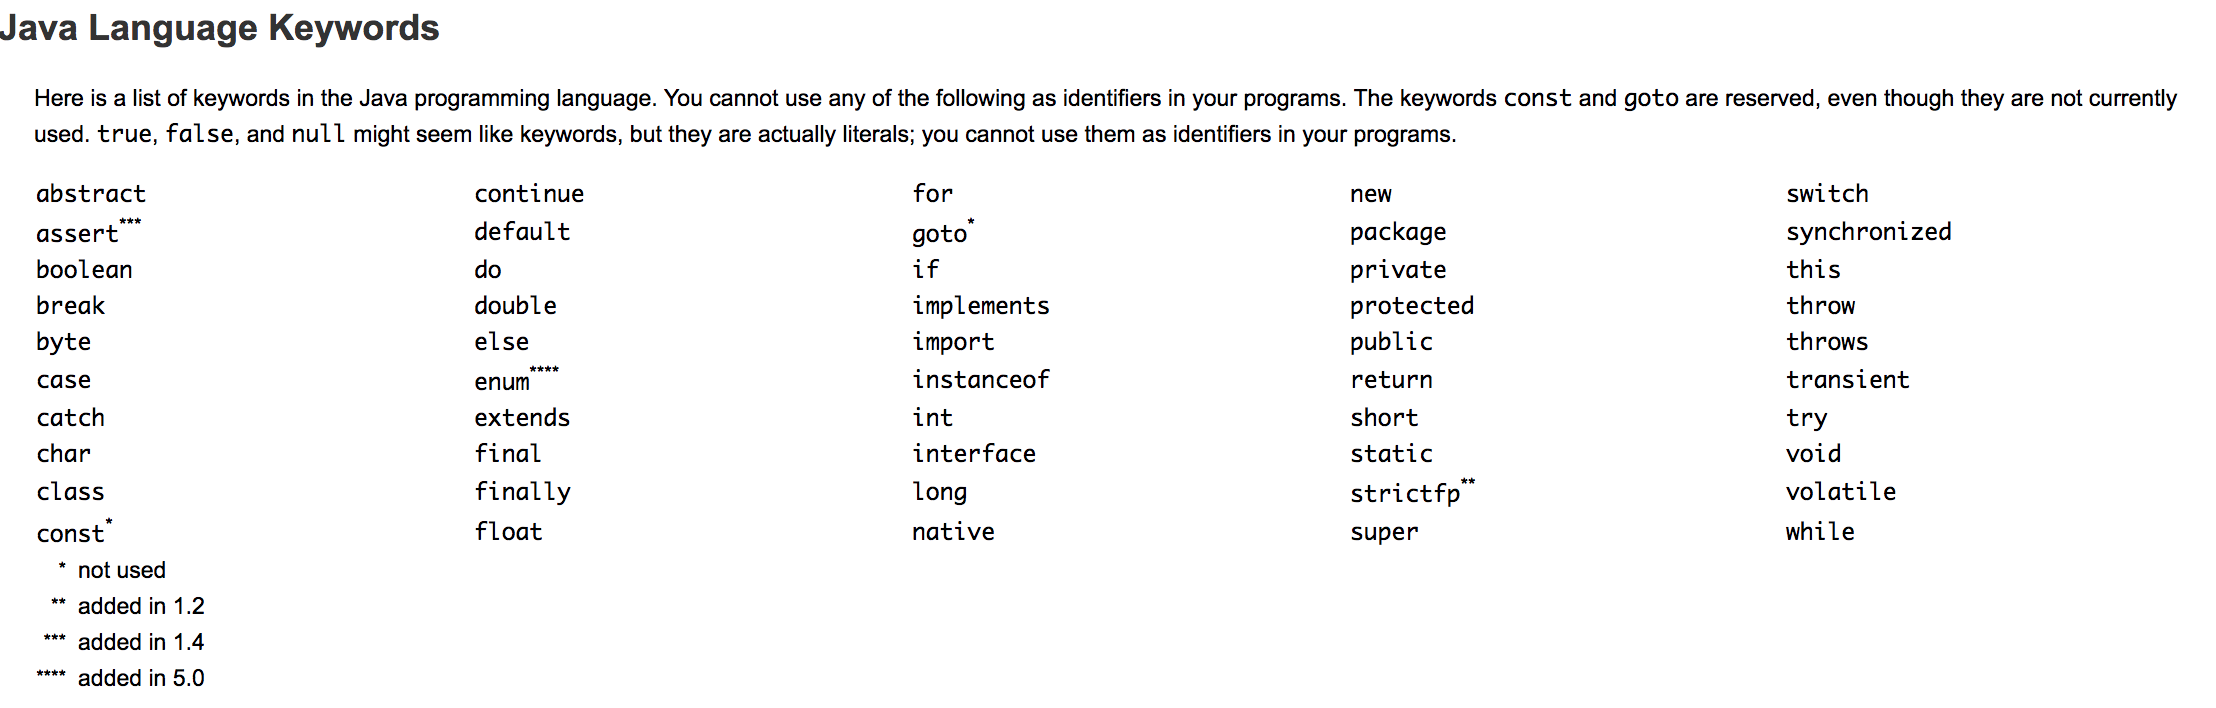 Java Language Keywords
Here is a list of keywords in the Java programming language. You cannot use any of the following as identifiers in your programs. The keywords const and goto are reserved, even though they are not currently
used. true, false, and null might seem like keywords, but they are actually literals; you cannot use them as identifiers in your programs.
abstract continue for new switch
assert*** default goto* package synchronized
boolean do if private this
break double implements protected throw
byte else import public throws
case enum**** instanceof return transient
catch extends int short try
char final interface static void
class finally long strictfp** volatile
const* float native super while
* not used
** added in 1.2
*** added in 1.4
**** added in 5.0